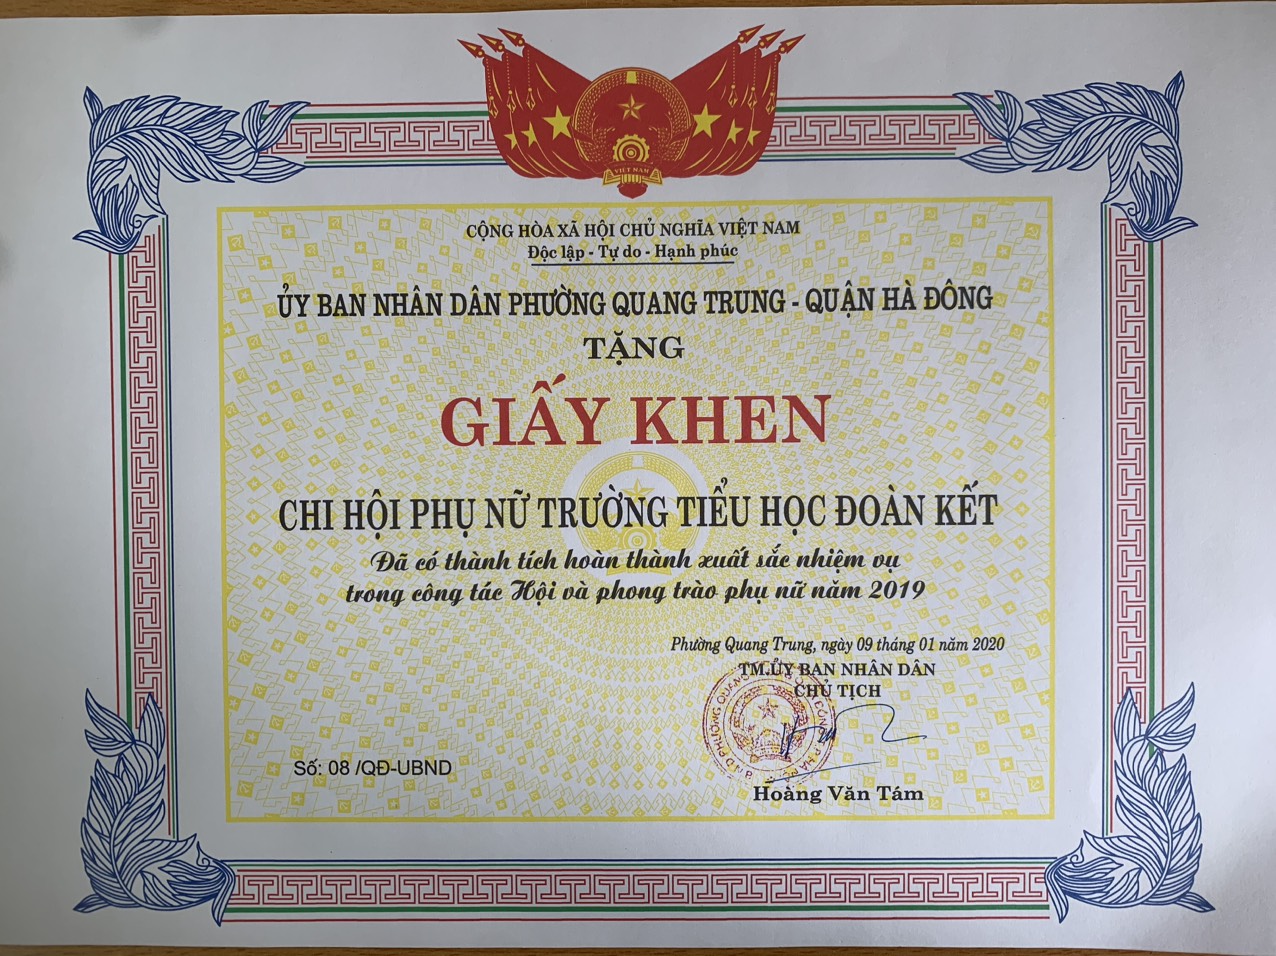 VIỆT NAM
CỘNG HÒA XÃ HỘI CHỦ NGHĨA VIỆT NAM
Độc lập - Tự do - Hạnh phúc
ỦY BAN NHÂN DÂN PHƯỜNG QUANG TRUNG - QUẬN HÀ ĐÔNG
TẶNG
GIẤY KHEN
CHI HỘI PHỤ NỮ TRƯỜNG TIỂU HỌC ĐOÀN KẾT
Đã có thành tích hoàn thành xuất sắc nhiệm vụ
trong công tác Hội và phong trào phụ nữ năm 2019
Phường Quang Trung, ngày 09 tháng 01 năm 2020
TM.ỦY BAN NHÂN DÂN
CHỦ TỊCH
Số: 08 /QĐ-UBND
Hoàng Văn Tám